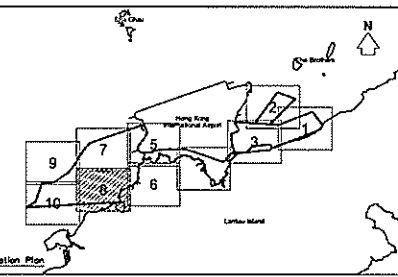 Sha Chau
The Brothers
N
Hong Kong
International Airport
2
1
3
5
7
9
8
6
10
Lantau Island
ation Plan